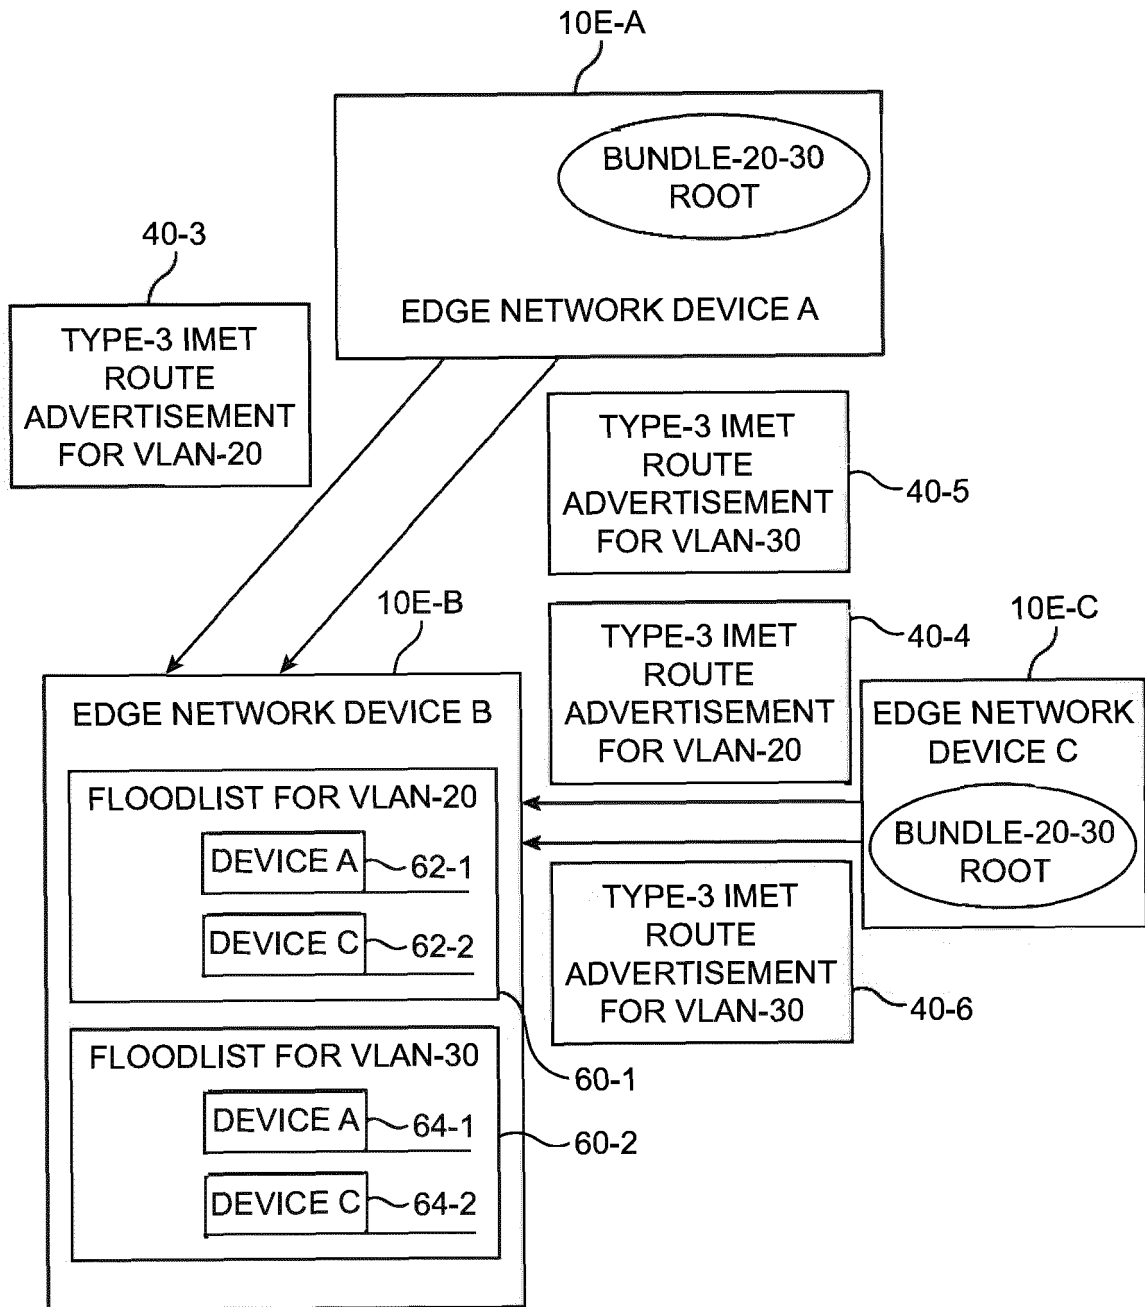 10E-A
BUNDLE-20-30
ROOT
EDGE NETWORK DEVICE A
40-3
TYPE-3 IMET
ROUTE
ADVERTISEMENT
FOR VLAN-20
TYPE-3 IMET
ROUTE
ADVERTISEMENT
FOR VLAN-30
40-5
10E-B
TYPE-3 IMET
ROUTE
ADVERTISEMENT
FOR VLAN-20
40-4
10E-C
EDGE NETWORK
DEVICE C
BUNDLE-20-30
ROOT
EDGE NETWORK DEVICE B
FLOODLIST FOR VLAN-20
DEVICE A
62-1
DEVICE C
62-2
TYPE-3 IMET
ROUTE
ADVERTISEMENT
FOR VLAN-30
40-6
60-1
FLOODLIST FOR VLAN-30
DEVICE A
64-1
60-2
DEVICE C
64-2